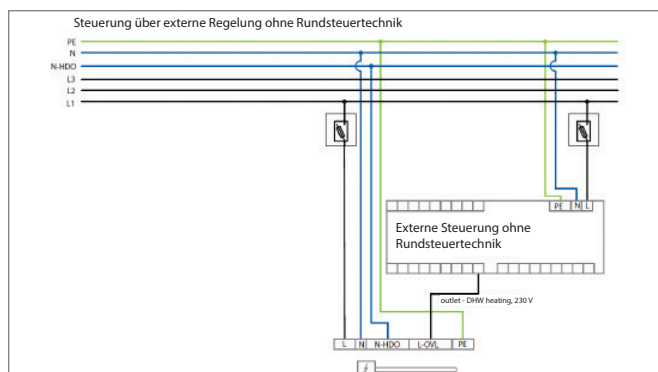 Steuerung über externe Regelung ohne Rundsteuertechnik
PE
N
N-HDO
L3
L2
L1
PE N L
Externe Steuerung ohne
Rundsteuertechnik
outlet - DHW heating, 230 V
L N N-HDO L-OVL PE